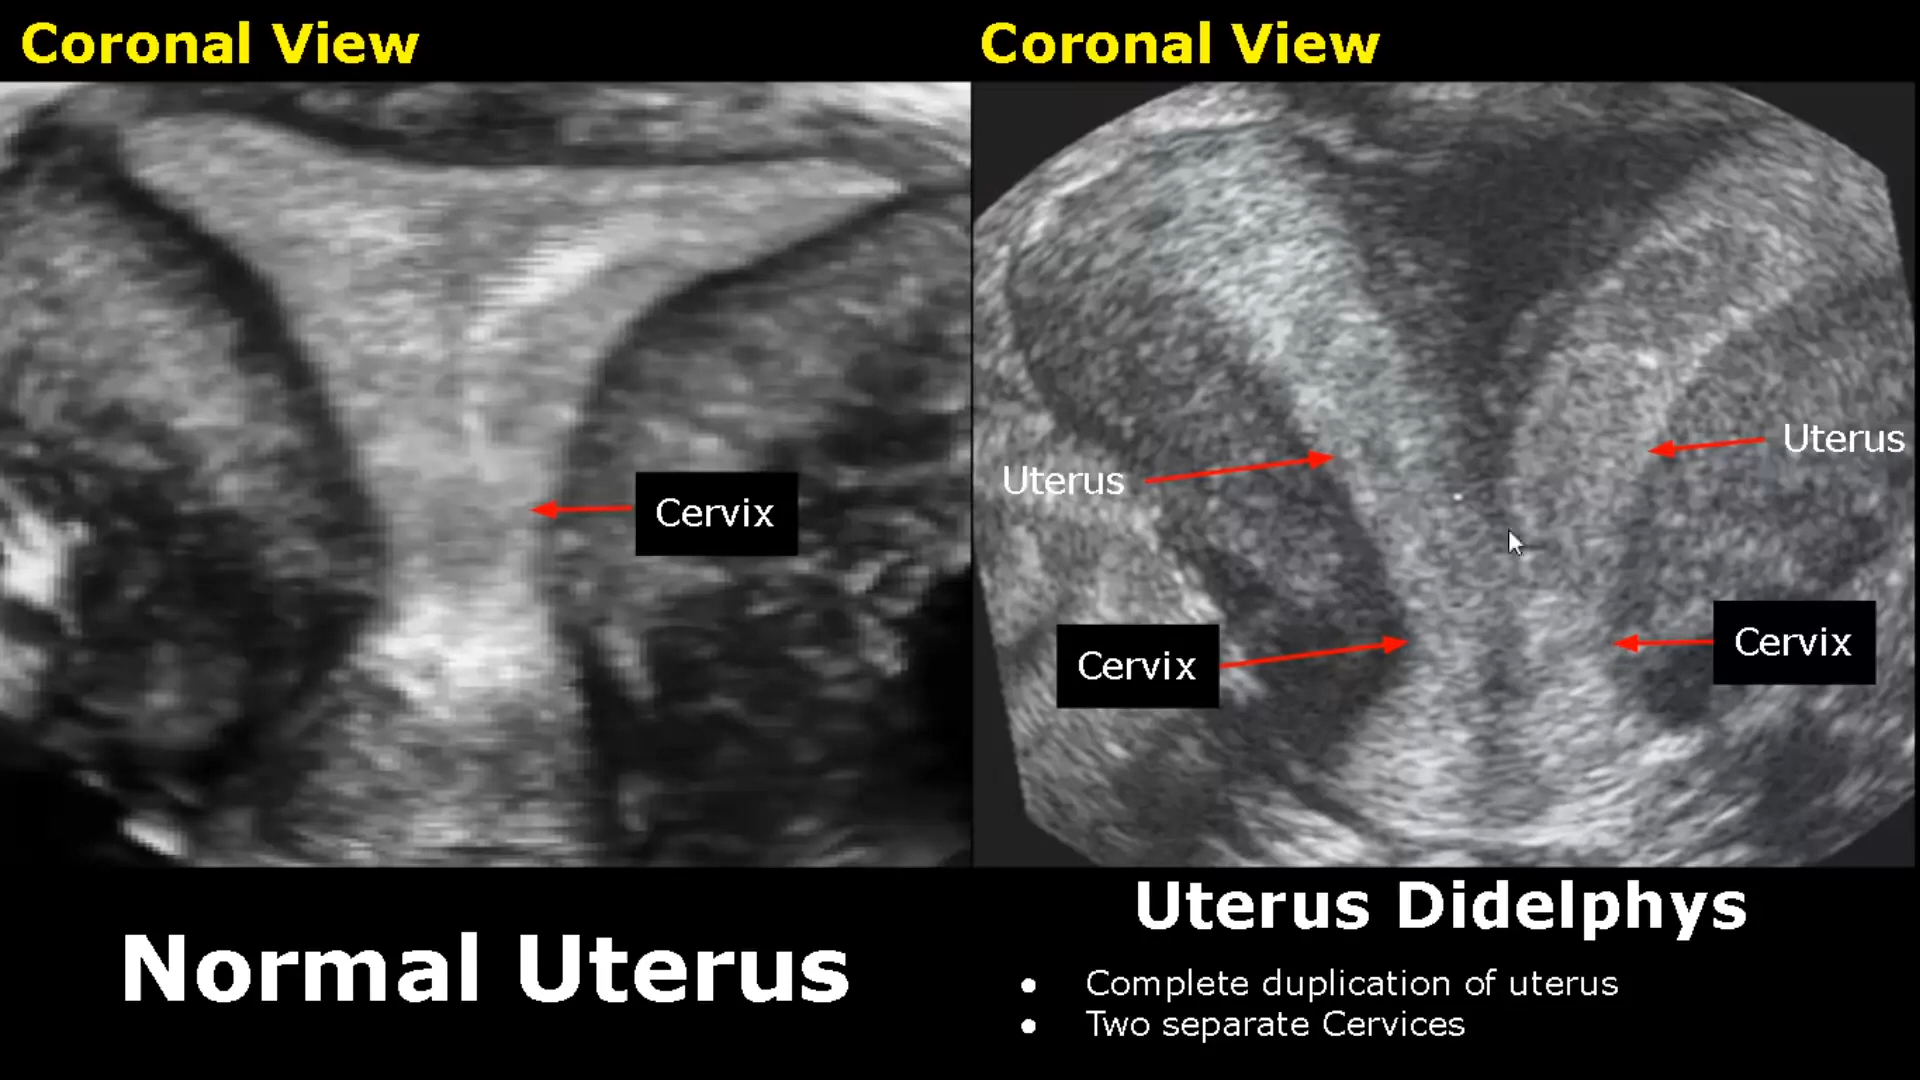 Coronal View
Cervix
Normal Uterus
Coronal View
Uterus
Uterus
Cervix
Cervix
Uterus Didelphys
• Complete duplication of uterus
• Two separate Cervices